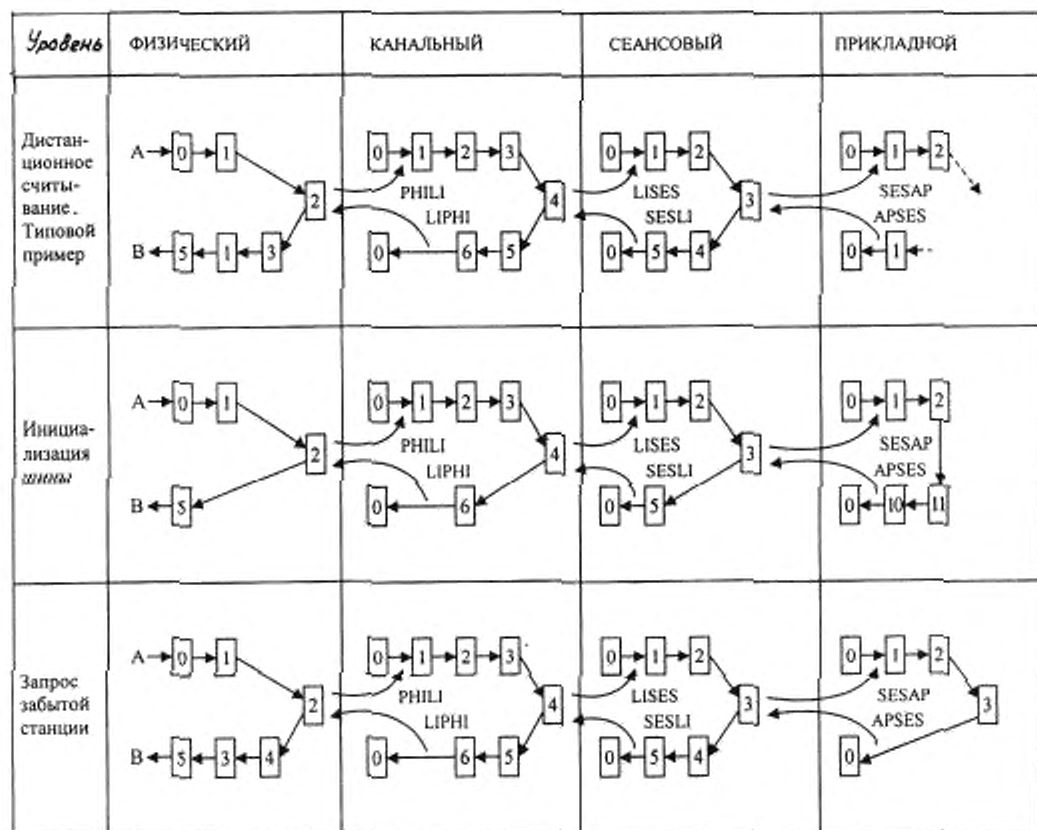 Уровень ФИЗИЧЕСКИЙ КАНАЛЬНЫЙ СЕАНСОВЫЙ ПРИКЛАДНОЙ
Дистан-
ционное
считы-
вание.
Типовой
пример
A 0 1
2
B 5 1 3
0 1 2 3
PHILI
4
LIPHI
0 6 5
0 1 2
LISES
3
SESLI
0 5 4
0 1 2
SESAP
APSES
0 1
Инициа-
лизация
шины
A 0 1
2
B 5
0 1 2 3
PHILI
4
LIPHI
0 6
0 1 2
LISES
3
SESLI
0 5
0 1 2
SESAP
APSES
0 10 11
Запрос
забытой
станции
A 0 1
2
B 5 3 4
0 1 2 3
PHILI
4
LIPHI
0 6 5
0 1 2
LISES
3
SESLI
0 5 4
0 1 2
SESAP
3
APSES
0